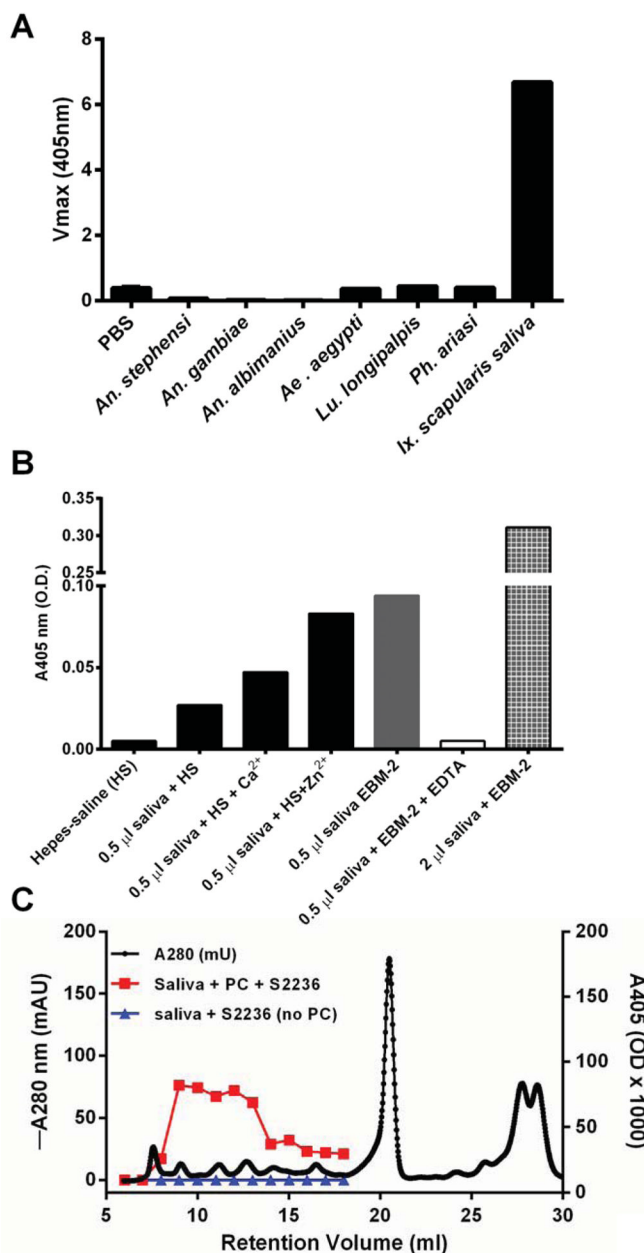 A
Vmax (405nm)
8
6
4
2
0
PBS
An. stephensi
An. gambiae
An. albimanius
Ae . aegypti
Lu. longipalpis
Ph. ariasi
Ix. scapularis saliva
B
A405 nm (O.D.)
0.35
0.30
0.25
0.10
0.05
0.00
Hepes-saline (HS)
0.5 µl saliva + HS
0.5 µl saliva + HS + Ca²⁺
0.5 µl saliva + HS+Zn²⁺
0.5 µl saliva EBM-2
0.5 µl saliva + EBM-2 + EDTA
2 µl saliva + EBM-2
C
—A280 nm (mAU)
200
150
100
50
0
A280 (mU)
Saliva + PC + S2236
saliva + S2236 (no PC)
200
150
100
50
0
A405 (OD x 1000)
5 10 15 20 25 30
Retention Volume (ml)